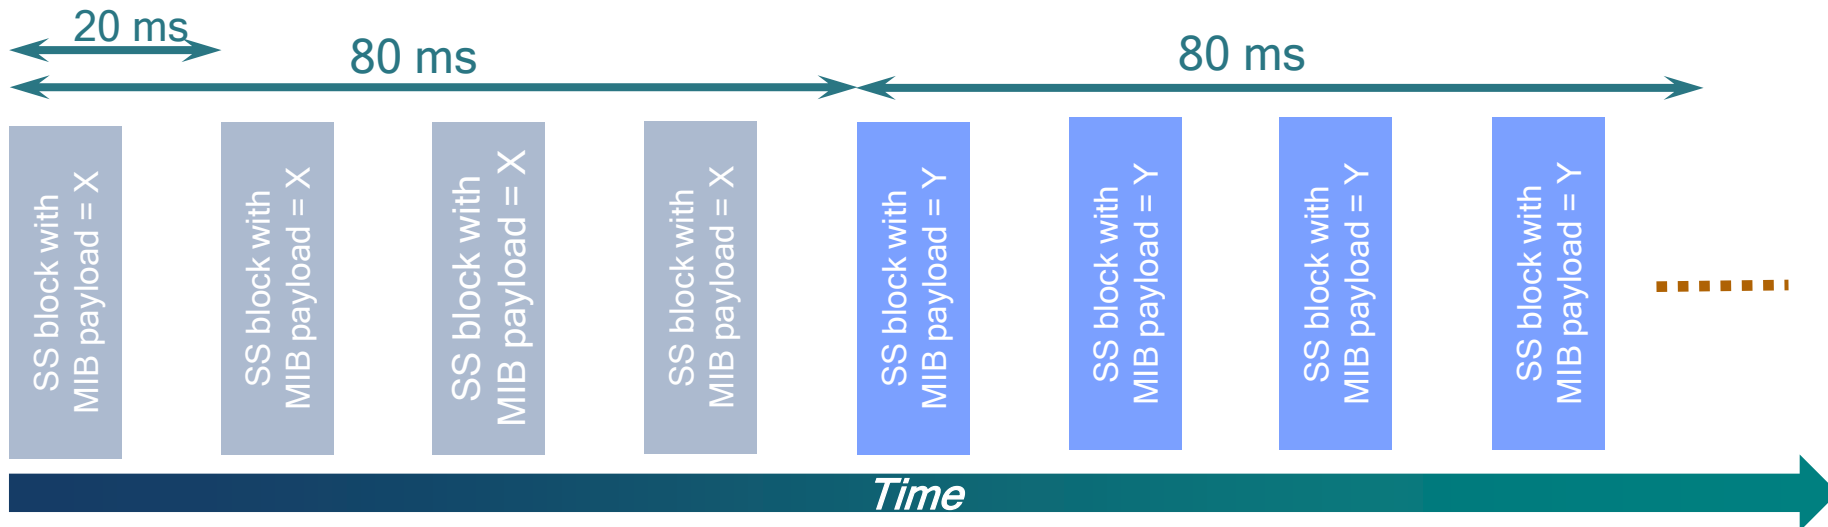 20 ms
80 ms
80 ms
SS block with
MIB payload = X
SS block with
MIB payload = X
SS block with
MIB payload = X
SS block with
MIB payload = X
SS block with
MIB payload = Y
SS block with
MIB payload = Y
SS block with
MIB payload = Y
SS block with
MIB payload = Y
Time